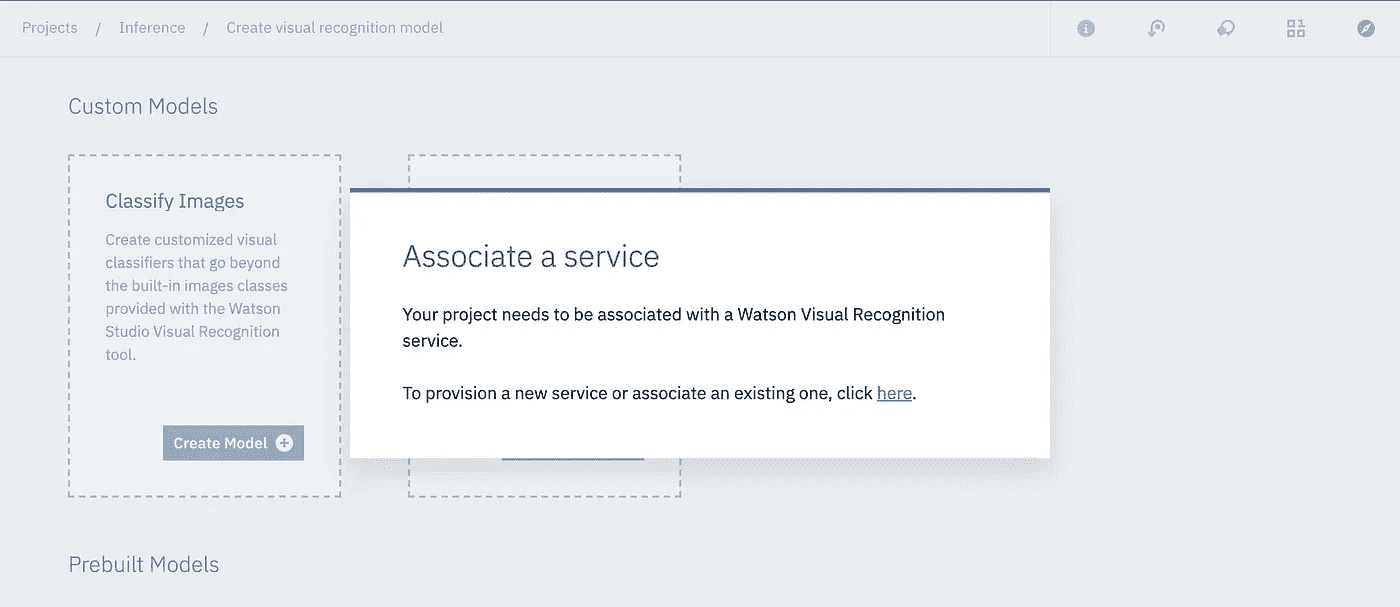 Projects / Inference / Create visual recognition model
Custom Models
Classify Images
Create customized visual
classifiers that go beyond
the built-in images classes
provided with the Watson
Studio Visual Recognition
tool.
Create Model
Associate a service
Your project needs to be associated with a Watson Visual Recognition
service.
To provision a new service or associate an existing one, click here.
Prebuilt Models